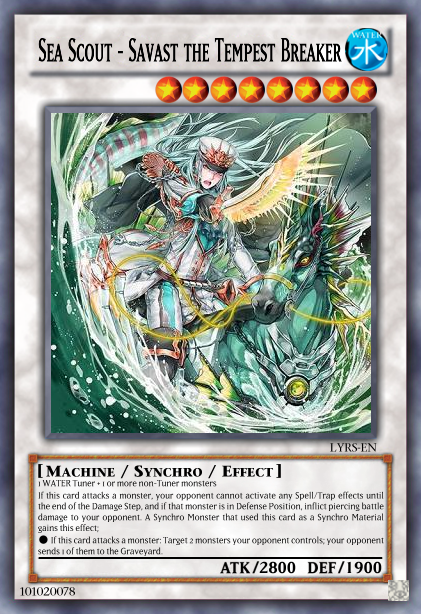 Sea Scout - Savast the Tempest Breaker
WATER
水
LYRS-EN
[ Machine / Synchro / Effect ]
1 WATER Tuner + 1 or more non-Tuner monsters
If this card attacks a monster, your opponent cannot activate any Spell/Trap effects until
the end of the Damage Step, and if that monster is in Defense Position, inflict piercing battle
damage to your opponent. A Synchro Monster that used this card as a Synchro Material
gains this effect;
● If this card attacks a monster: Target 2 monsters your opponent controls; your opponent
sends 1 of them to the Graveyard.
ATK/2800 DEF/1900
101020078